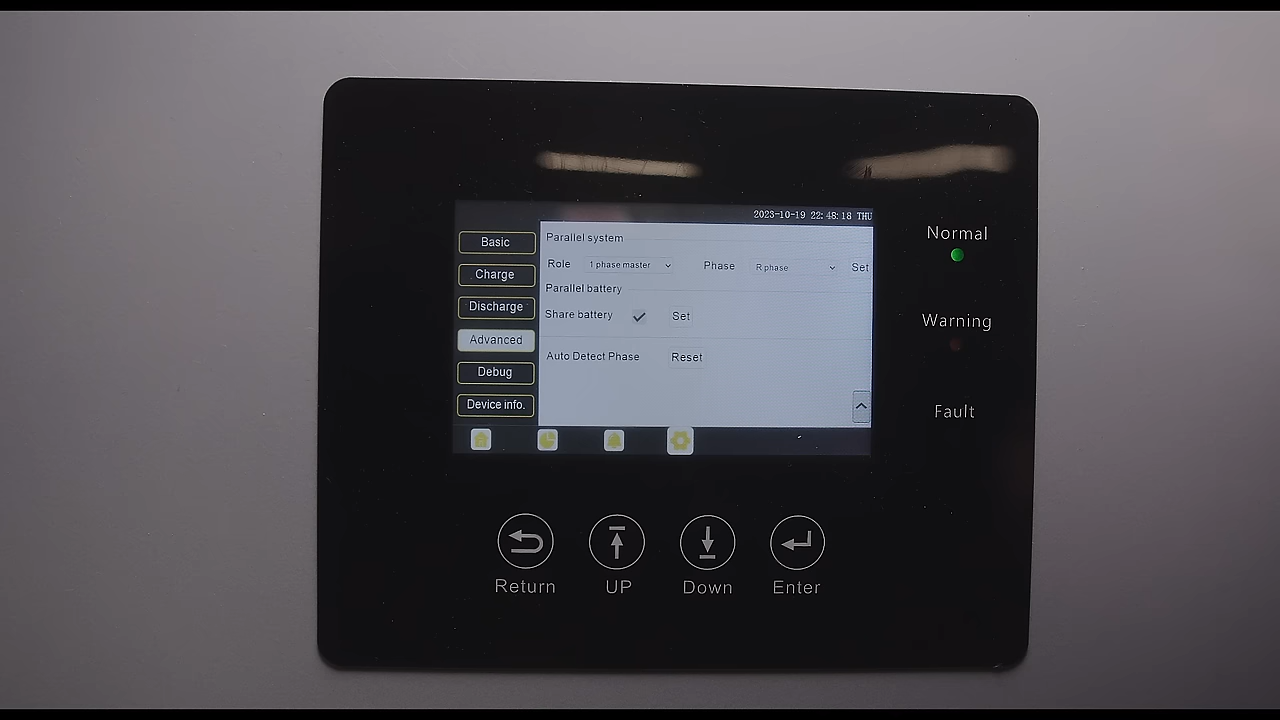 2023-10-19 22:48:18 THU
Basic
Charge
Discharge
Advanced
Debug
Device info.
Parallel system
Role 1 phase master Phase R phase Set
Parallel battery
Share battery Set
Auto Detect Phase Reset
Normal
Warning
Fault
Return UP Down Enter